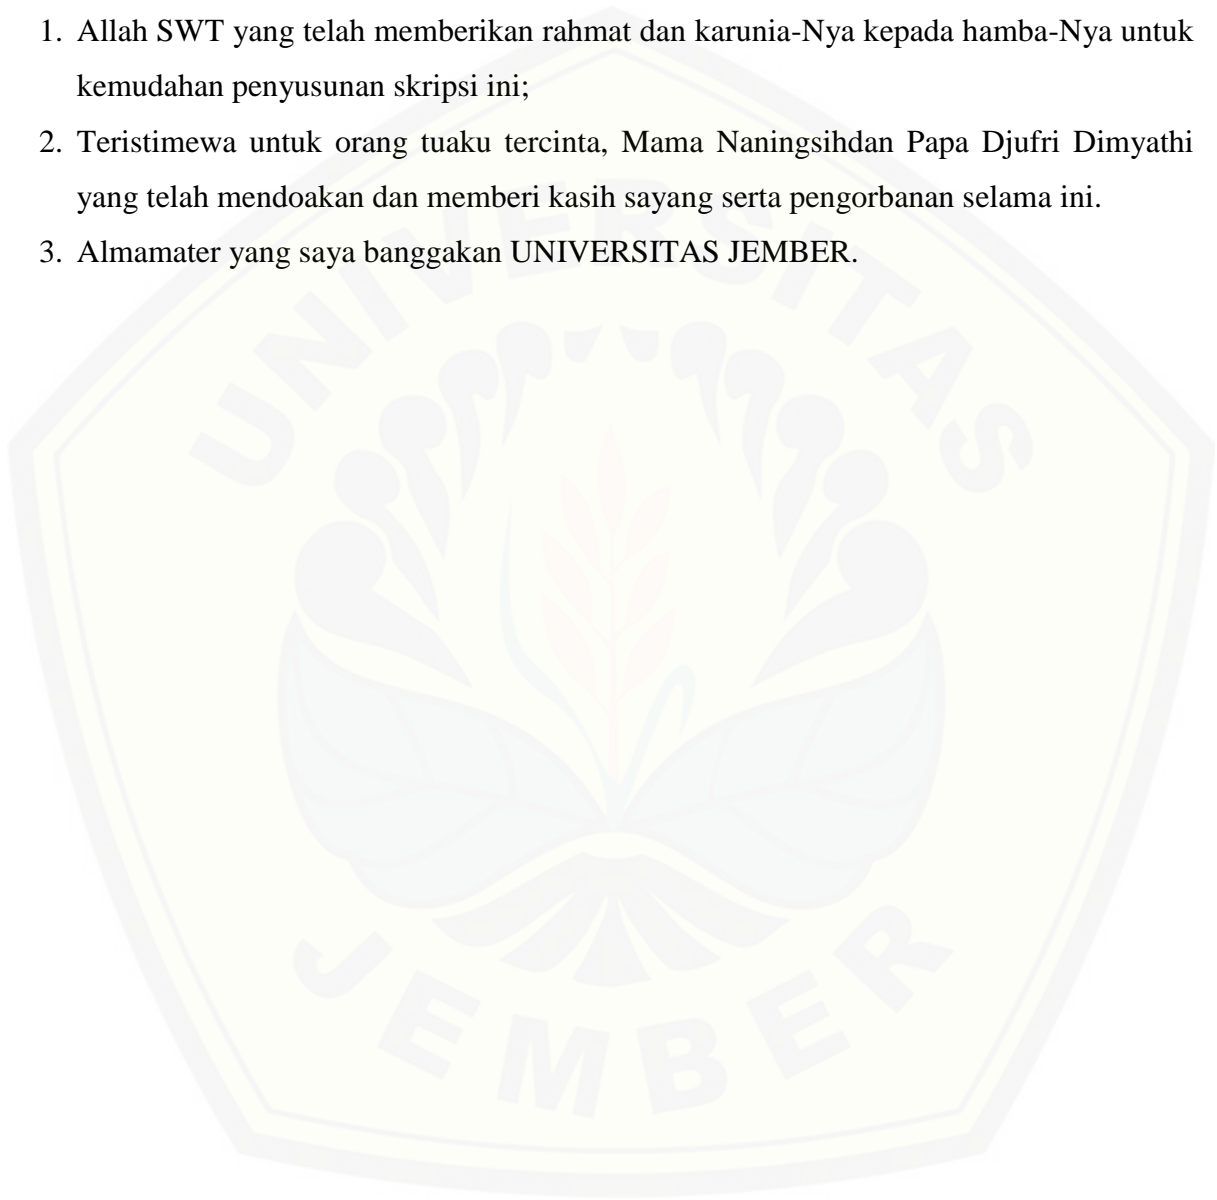 1. Allah SWT yang telah memberikan rahmat dan karunia-Nya kepada hamba-Nya untuk
kemudahan penyusunan skripsi ini;
2. Teristimewa untuk orang tuaku tercinta, Mama Naningsihdan Papa Djufri Dimyathi
yang telah mendoakan dan memberi kasih sayang serta pengorbanan selama ini.
3. Almamater yang saya banggakan UNIVERSITAS JEMBER.
UNIVERSITAS
JEMBER